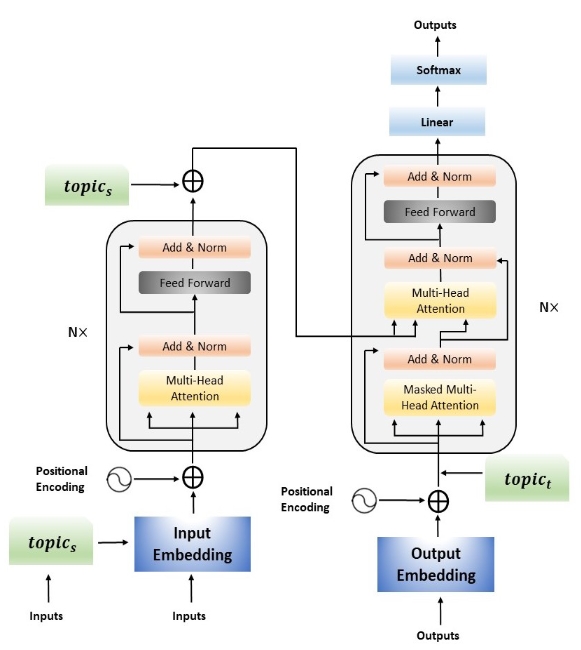 Outputs
Softmax
Linear
Add & Norm
Feed Forward
Add & Norm
Multi-Head
Attention
N×
Add & Norm
Masked Multi-
Head Attention
topic_t
Positional
Encoding
Output
Embedding
Outputs
topic_s
Add & Norm
Feed Forward
N×
Add & Norm
Multi-Head
Attention
Positional
Encoding
topic_s
Input
Embedding
Inputs
Inputs